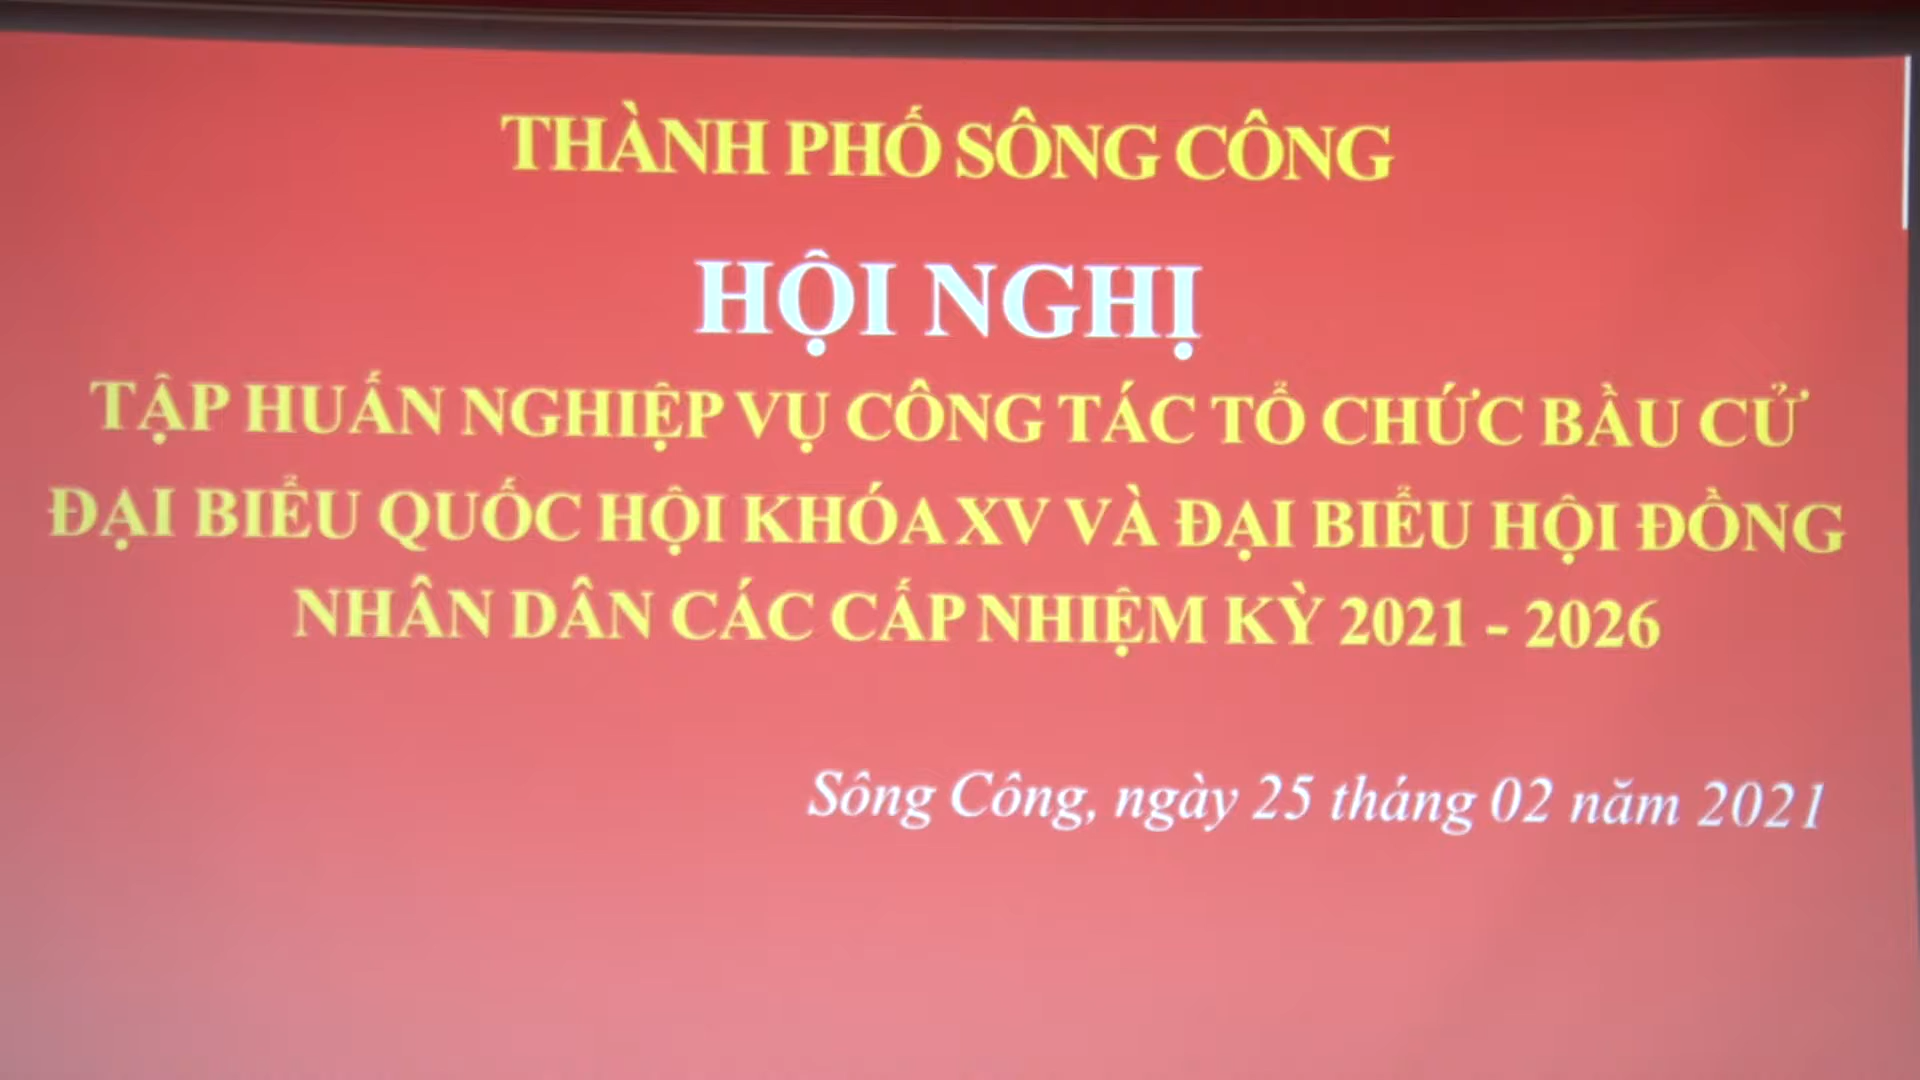 THÀNH PHỐ SÔNG CÔNG
HỘI NGHỊ
TẬP HUẤN NGHIỆP VỤ CÔNG TÁC TỔ CHỨC BẦU CỬ
ĐẠI BIỂU QUỐC HỘI KHÓA XV VÀ ĐẠI BIỂU HỘI ĐỒNG
NHÂN DÂN CÁC CẤP NHIỆM KỲ 2021 - 2026
Sông Công, ngày 25 tháng 02 năm 2021